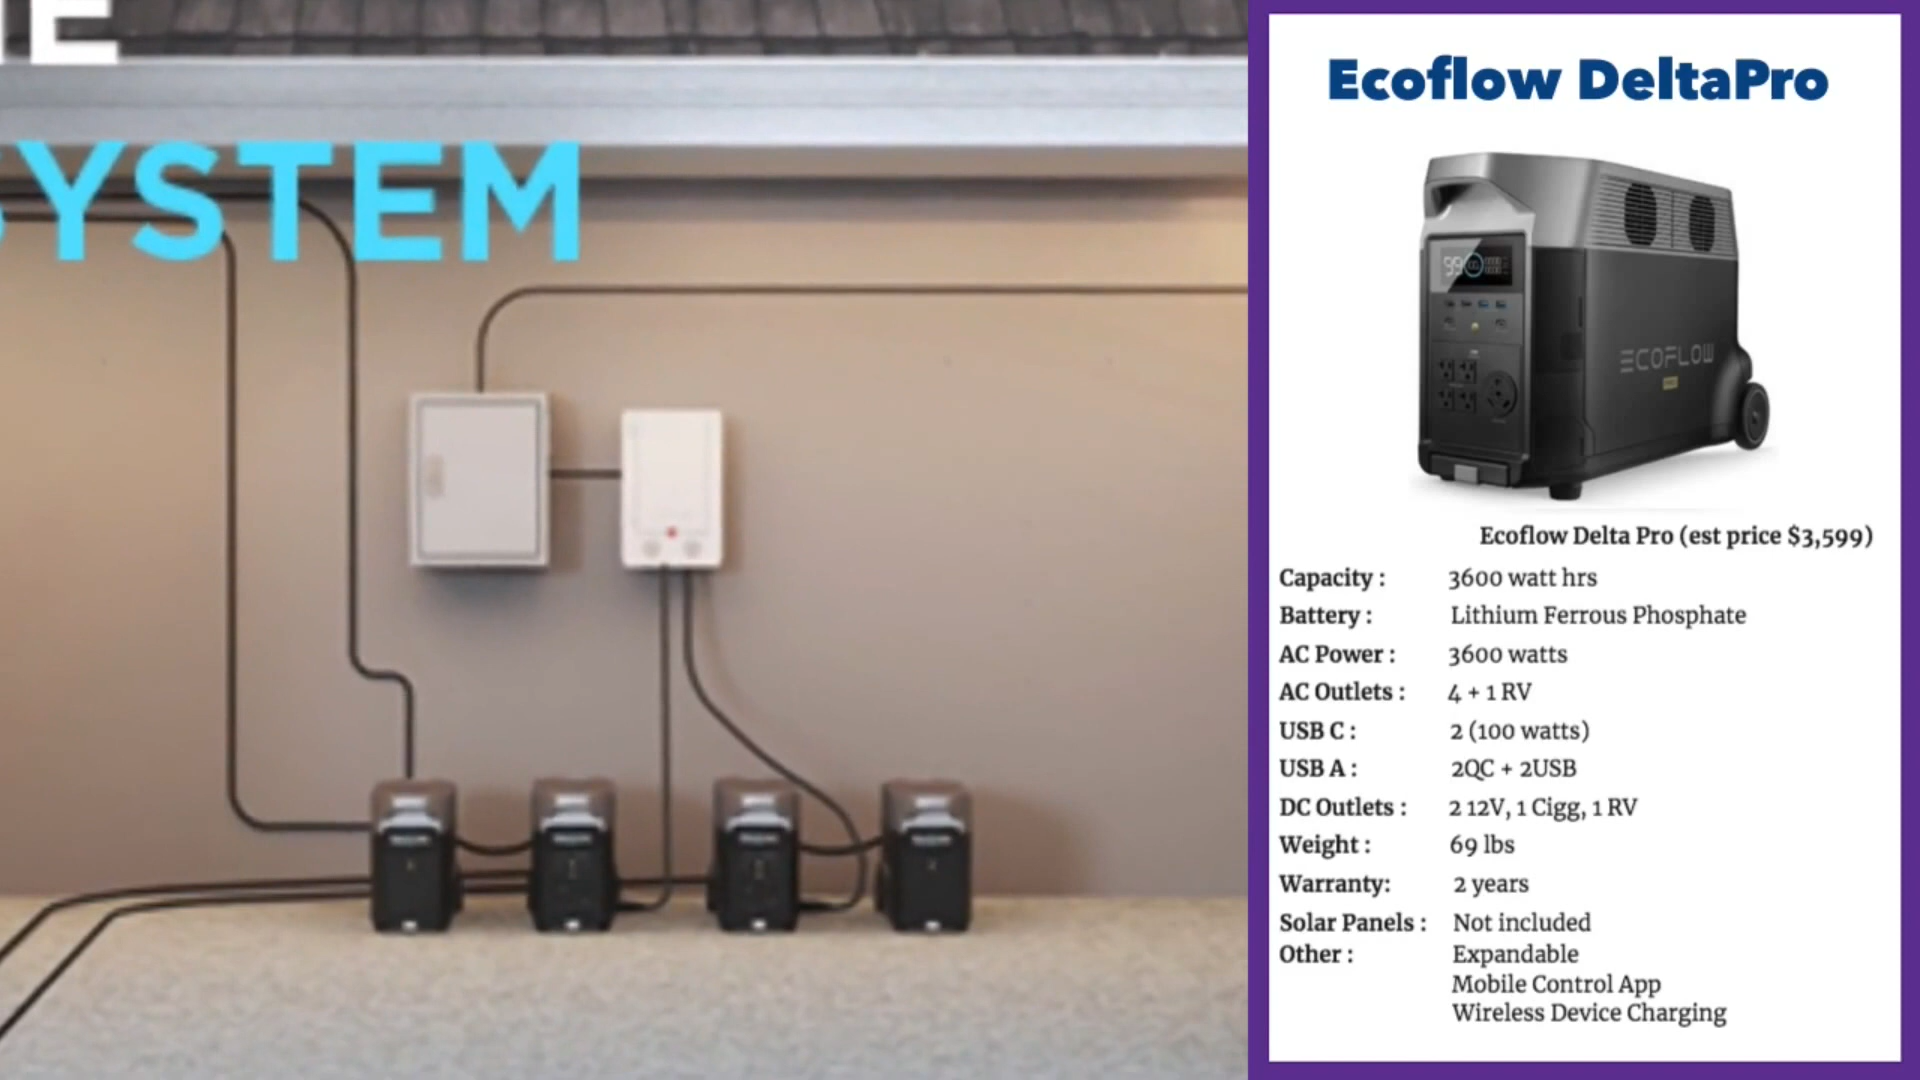 E
SYSTEM
Ecoflow DeltaPro
99
ECOFLOW
Ecoflow Delta Pro (est price $3,599)
Capacity : 3600 watt hrs
Battery : Lithium Ferrous Phosphate
AC Power : 3600 watts
AC Outlets : 4 + 1 RV
USB C : 2 (100 watts)
USB A : 2QC + 2USB
DC Outlets : 2 12V, 1 Cigg, 1 RV
Weight : 69 lbs
Warranty: 2 years
Solar Panels : Not included
Other : Expandable
Mobile Control App
Wireless Device Charging